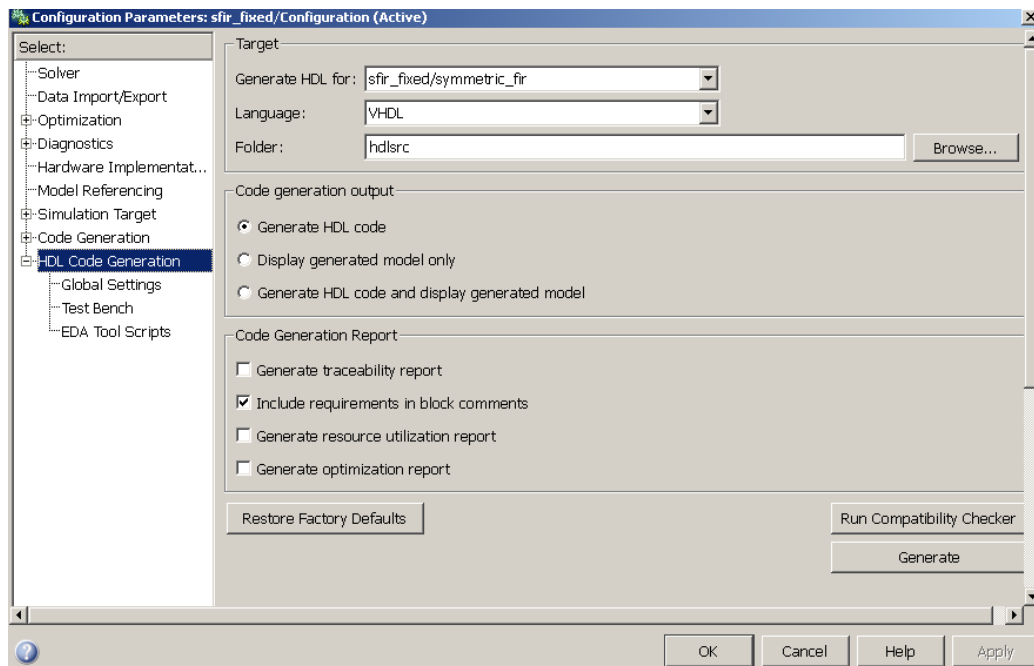 Configuration Parameters: sfir_fixed/Configuration (Active)
Select:
Solver
Data Import/Export
Optimization
Diagnostics
Hardware Implementat...
Model Referencing
Simulation Target
Code Generation
HDL Code Generation
Global Settings
Test Bench
EDA Tool Scripts
Target
Generate HDL for: sfir_fixed/symmetric_fir
Language: VHDL
Folder: hdlsrc Browse...
Code generation output
Generate HDL code
Display generated model only
Generate HDL code and display generated model
Code Generation Report
Generate traceability report
Include requirements in block comments
Generate resource utilization report
Generate optimization report
Restore Factory Defaults Run Compatibility Checker
Generate
OK Cancel Help Apply